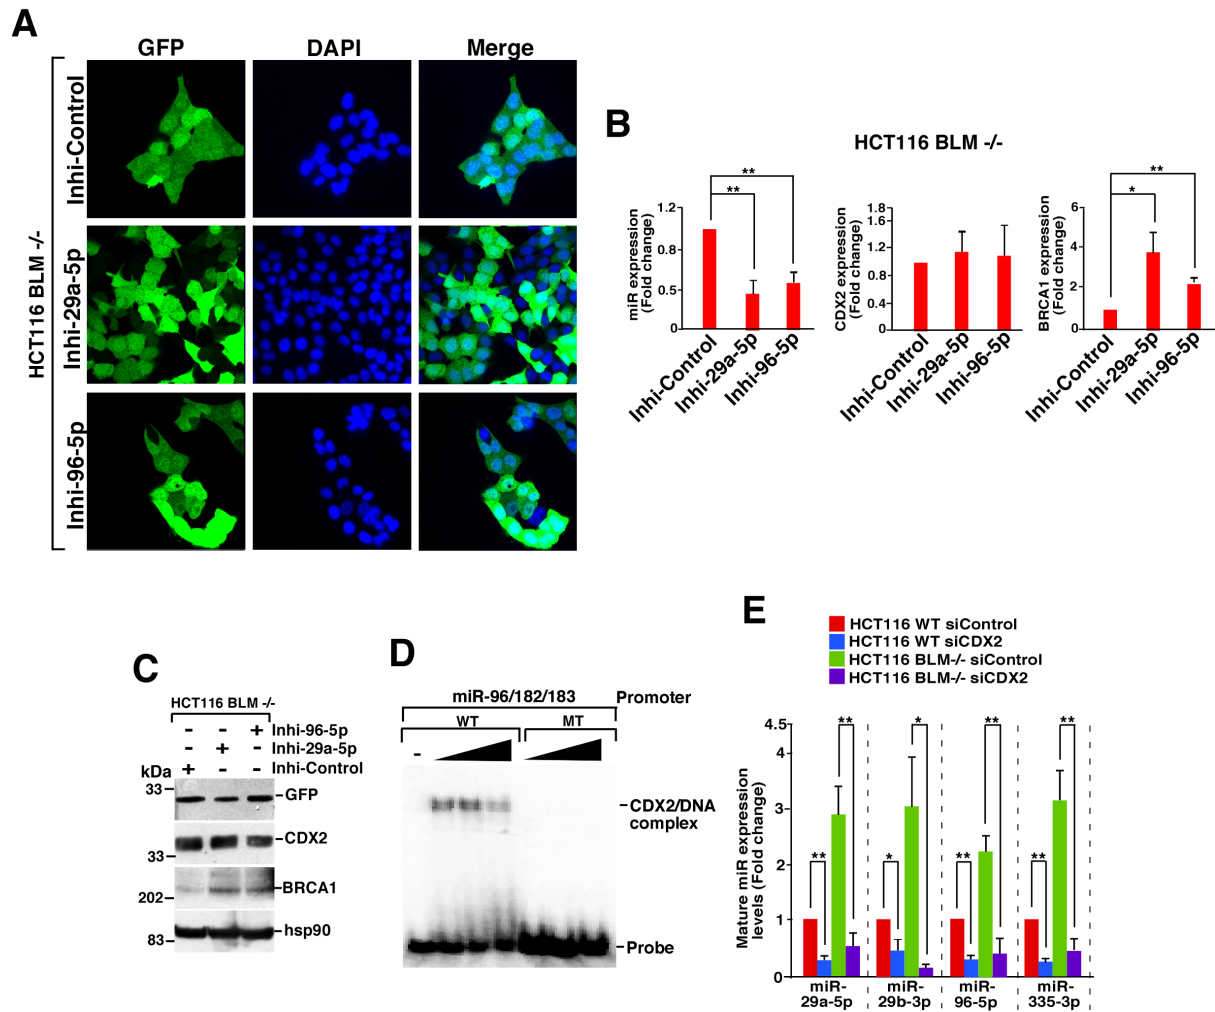 A
GFP DAPI Merge
HCT116 BLM -/-
Inhi-Control
Inhi-29a-5p
Inhi-96-5p
B
HCT116 BLM -/-
miR expression
(Fold change)
1.2
0.8
0.5
0
**
**
Inhi-Control
Inhi-29a-5p
Inhi-96-5p
CDX2 expression
(Fold change)
1.8
1.6
1.2
0.8
0.4
0
Inhi-Control
Inhi-29a-5p
Inhi-96-5p
BRCA1 expression
(Fold change)
6
4
2
0
**
*
Inhi-Control
Inhi-29a-5p
Inhi-96-5p
C
HCT116 BLM -/-
- - + Inhi-96-5p
- + - Inhi-29a-5p
+ - - Inhi-Control
kDa
33
GFP
CDX2
33
BRCA1
202
hsp90
83
D
miR-96/182/183 Promoter
WT MT
-
CDX2/DNA
complex
Probe
E
HCT116 WT siControl
HCT116 WT siCDX2
HCT116 BLM-/- siControl
HCT116 BLM-/- siCDX2
Mature miR expression
levels (Fold change)
4.5
4
3
2
1
0
** * ** **
** * ** **
miR-
29a-5p
miR-
29b-3p
miR-
96-5p
miR-
335-3p